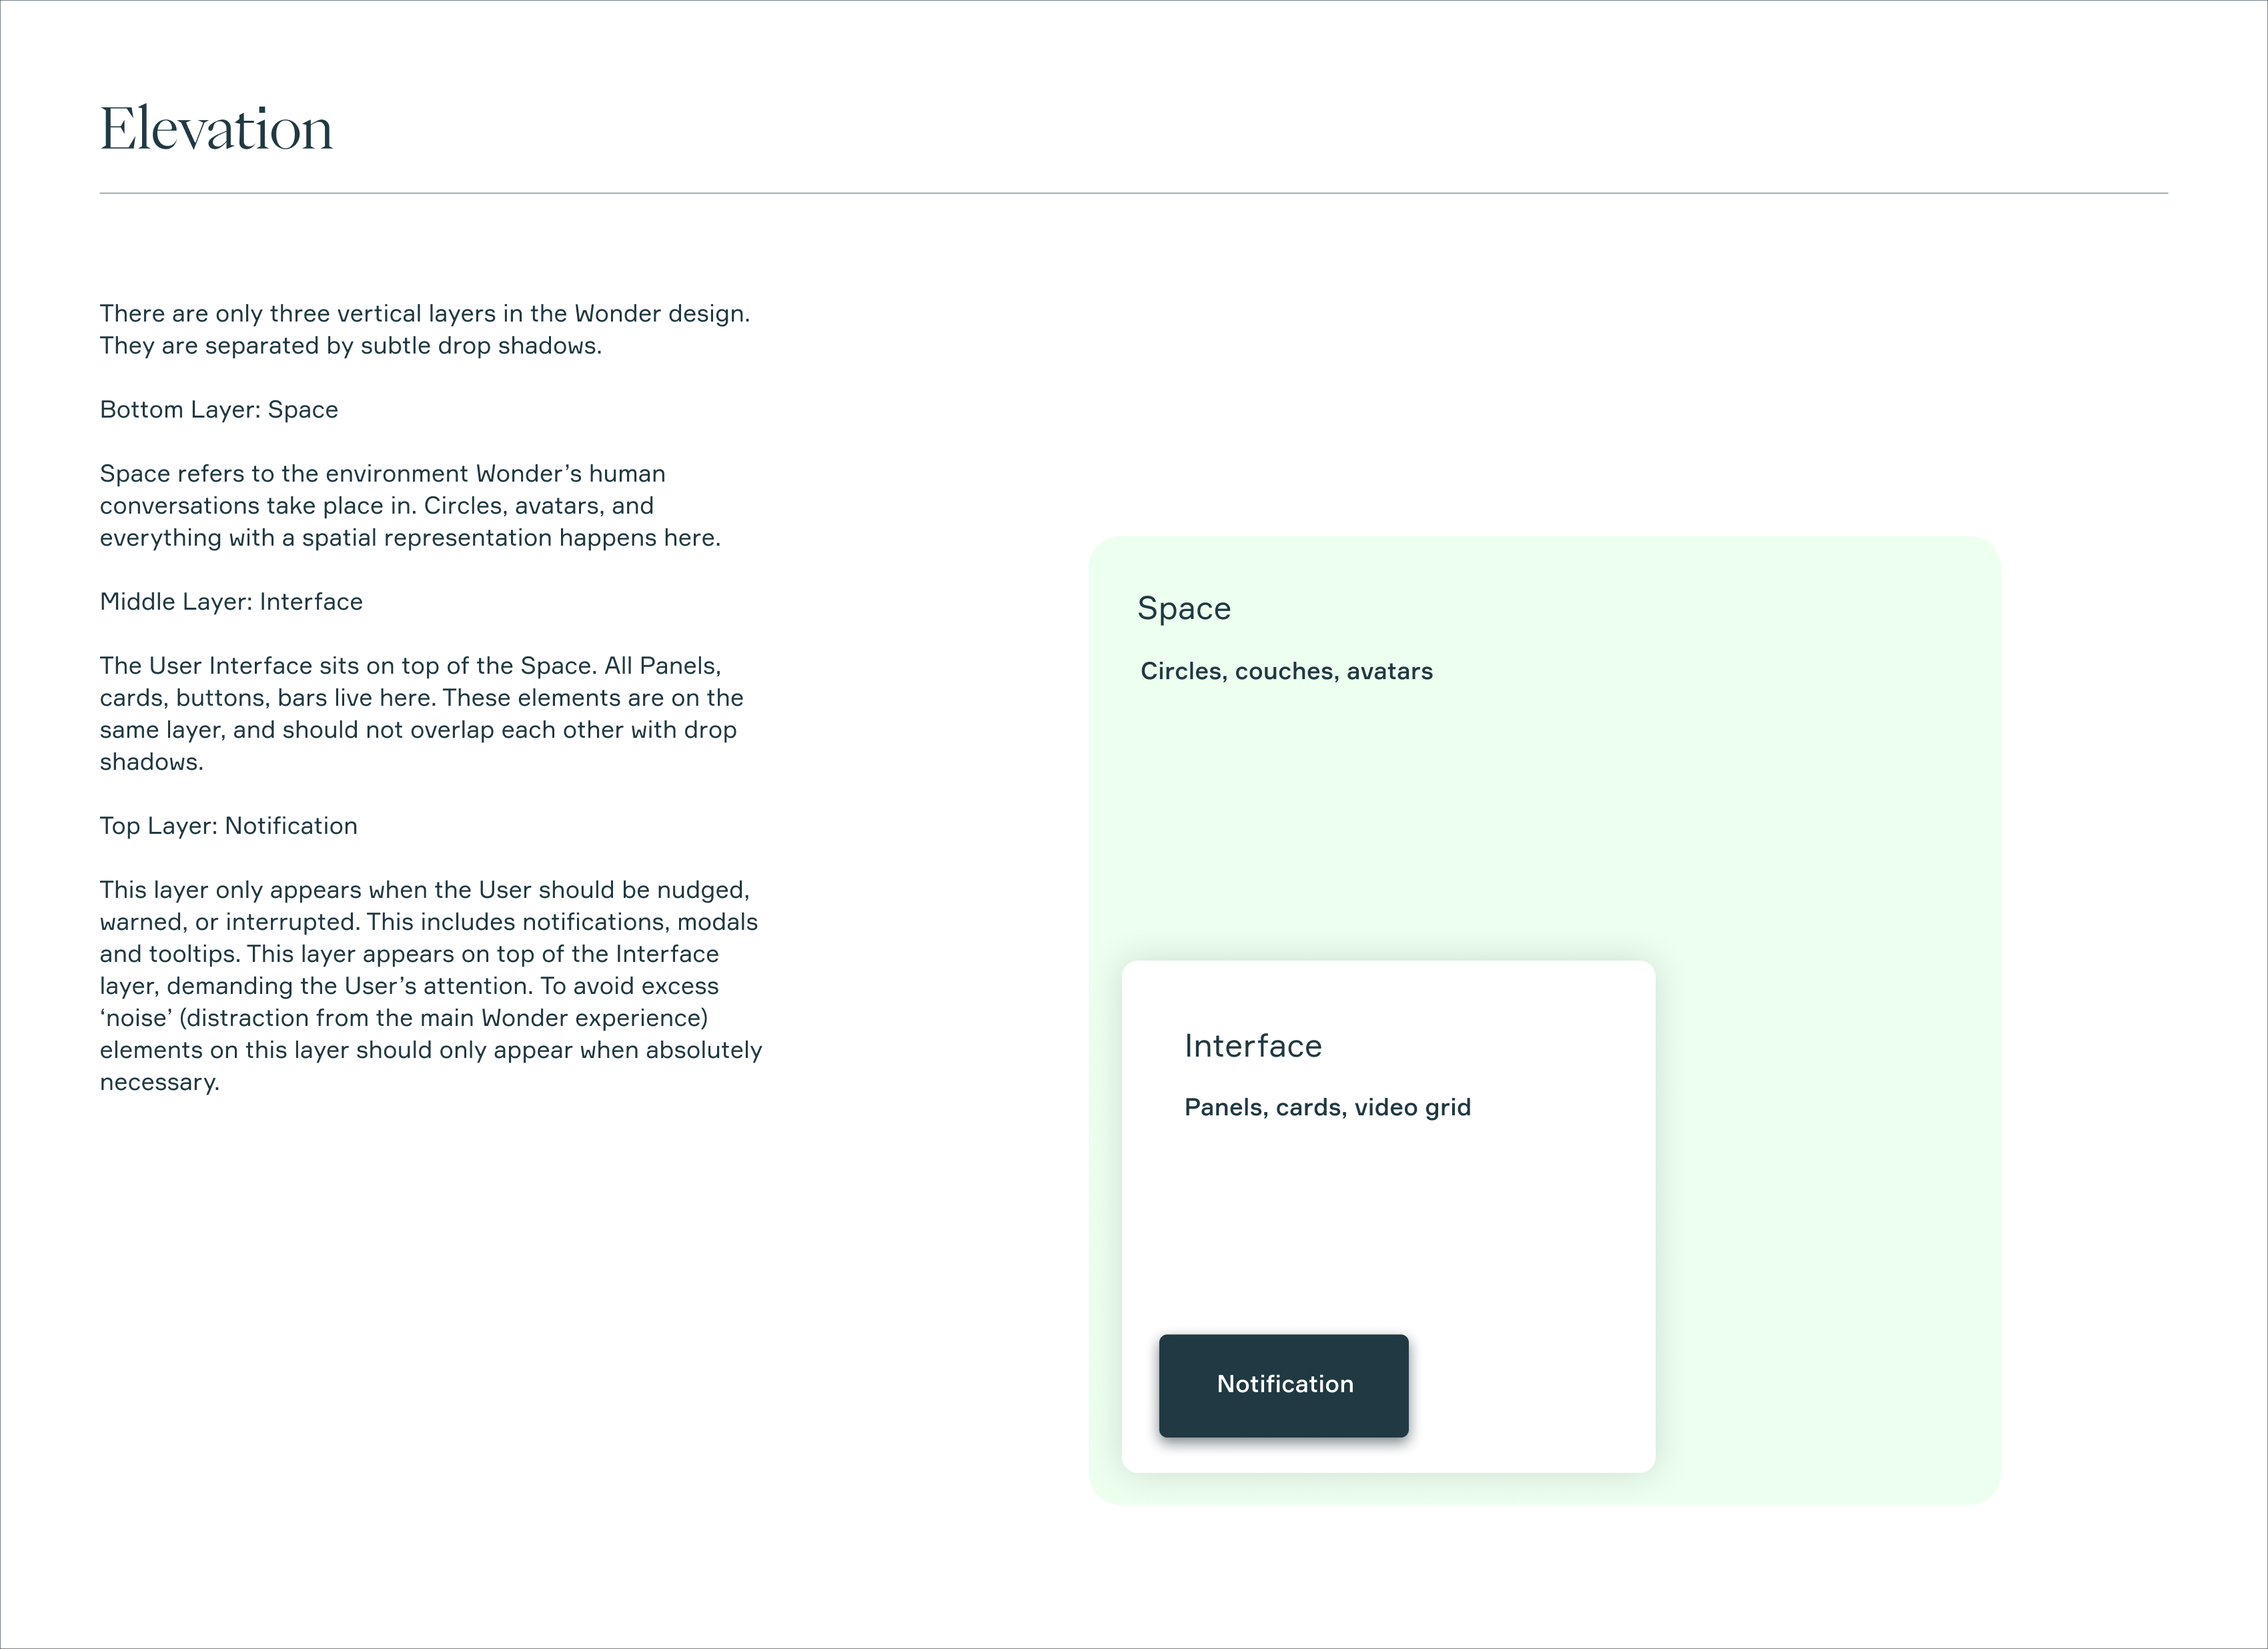 Elevation
There are only three vertical layers in the Wonder design.
They are separated by subtle drop shadows.
Bottom Layer: Space
Space refers to the environment Wonder’s human
conversations take place in. Circles, avatars, and
everything with a spatial representation happens here.
Middle Layer: Interface
The User Interface sits on top of the Space. All Panels,
cards, buttons, bars live here. These elements are on the
same layer, and should not overlap each other with drop
shadows.
Top Layer: Notification
This layer only appears when the User should be nudged,
warned, or interrupted. This includes notifications, modals
and tooltips. This layer appears on top of the Interface
layer, demanding the User’s attention. To avoid excess
‘noise’ (distraction from the main Wonder experience)
elements on this layer should only appear when absolutely
necessary.
Space
Circles, couches, avatars
Interface
Panels, cards, video grid
Notification